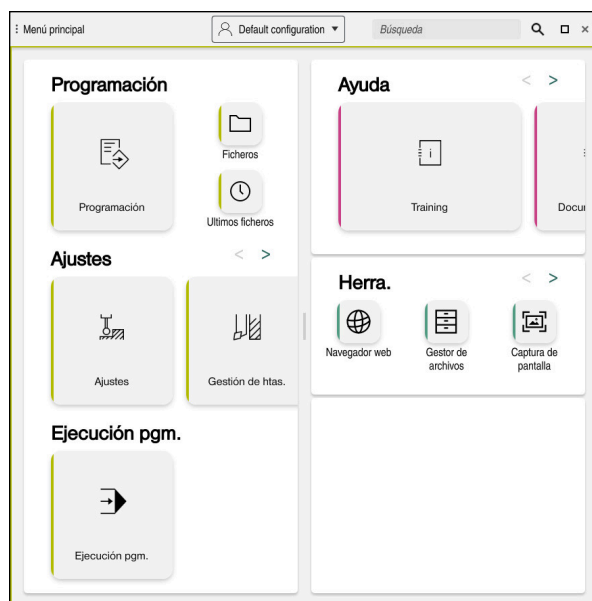 Menú principal
Default configuration
Búsqueda
Programación
Programación
Ficheros
Ultimos ficheros
Ajustes
Ajustes
Gestión de htas.
Ejecución pgm.
Ejecución pgm.
Ayuda
Training
Docu
Herra.
Navegador web
Gestor de
archivos
Captura de
pantalla